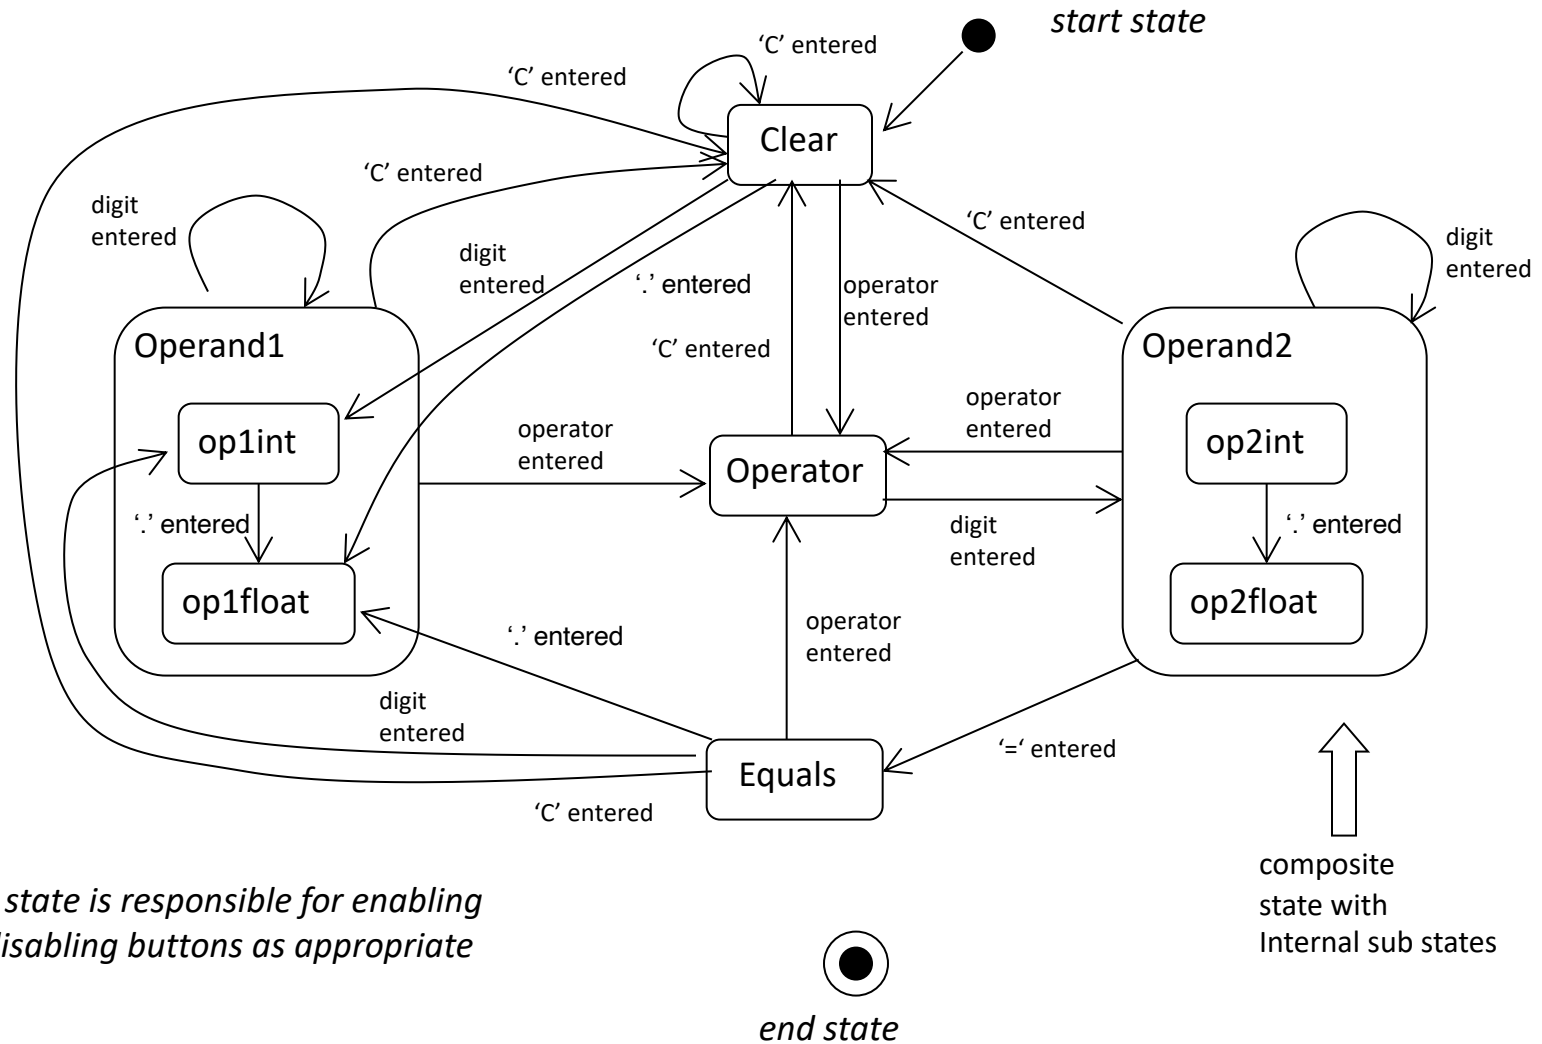 start state
‘C’ entered
‘C’ entered
Clear
‘C’ entered
digit
entered
digit
entered
‘.’ entered
‘C’ entered
operator
entered
‘C’ entered
digit
entered
Operand1
Operand2
op1int
‘.’ entered
op1float
operator
entered
Operator
operator
entered
digit
entered
op2int
‘.’ entered
op2float
‘.’ entered
operator
entered
digit
entered
Equals
‘=‘ entered
‘C’ entered
composite
state with
Internal sub states
state is responsible for enabling
disabling buttons as appropriate
end state